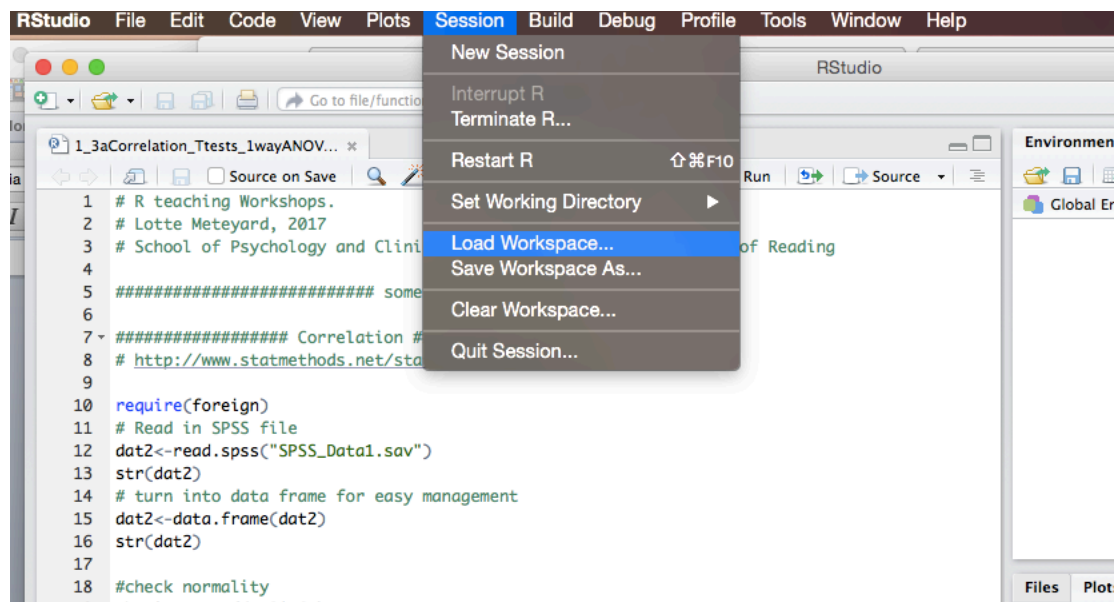 RStudio File Edit Code View Plots Session Build Debug Profile Tools Window Help
New Session
RStudio
Interrupt R
Go to file/functio
Terminate R...
1_3aCorrelation_Ttests_1wayANOV... ×
Environmen
Restart R ⇧⌘F10
Source on Save
Run
Source
Set Working Directory ▶
Global Er
1 # R teaching Workshops.
2 # Lotte Meteyard, 2017
3 # School of Psychology and Clini
Load Workspace...
of Reading
Save Workspace As...
4
5 ########################### some
Clear Workspace...
6
7 ################## Correlation #
Quit Session...
8 # http://www.statmethods.net/sta
9
10 require(foreign)
11 # Read in SPSS file
12 dat2<-read.spss("SPSS_Data1.sav")
13 str(dat2)
14 # turn into data frame for easy management
15 dat2<-data.frame(dat2)
16 str(dat2)
17
18 #check normality
Files Plot